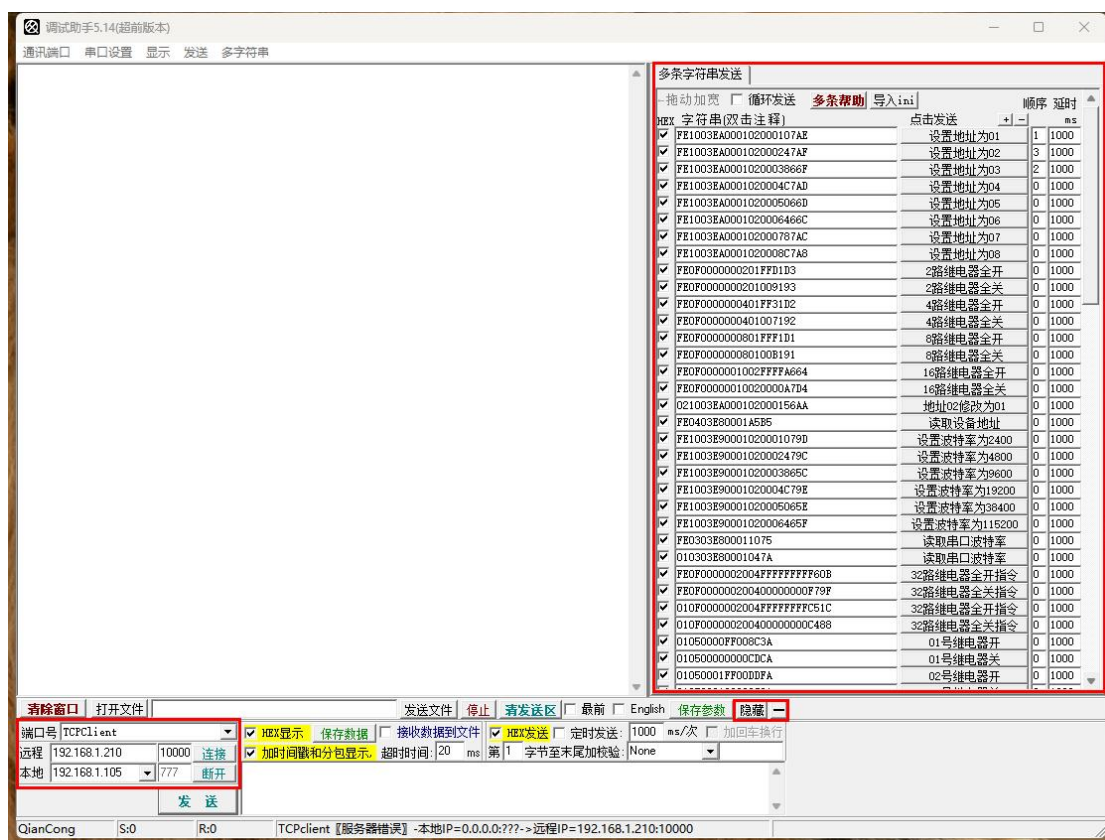 调试助手5.14(超前版本)
通讯端口 串口设置 显示 发送 多字符串
多条字符串发送
拖动加宽 循环发送 多条帮助 导入ini 顺序 延时
HEX 字符串(双击注释) 点击发送 + - ms
FE1003EA000102000107AE 设置地址为01 1 1000
FE1003EA000102000247AF 设置地址为02 3 1000
FE1003EA0001020003866F 设置地址为03 2 1000
FE1003EA0001020004C7AD 设置地址为04 0 1000
FE1003EA0001020005066D 设置地址为05 0 1000
FE1003EA0001020006466C 设置地址为06 0 1000
FE1003EA000102000787AC 设置地址为07 0 1000
FE1003EA0001020008C7A8 设置地址为08 0 1000
FE0F0000000201FFD1D3 2路继电器全开 0 1000
FE0F0000000201009193 2路继电器全关 0 1000
FE0F0000000401FF31D2 4路继电器全开 0 1000
FE0F0000000401007192 4路继电器全关 0 1000
FE0F0000000801FFF1D1 8路继电器全开 0 1000
FE0F000000080100B191 8路继电器全关 0 1000
FE0F0000001002FFFFA664 16路继电器全开 0 1000
FE0F00000010020000A7D4 16路继电器全关 0 1000
021003EA000102000156AA 地址02修改为01 0 1000
FE0403E80001A5B5 读取设备地址 0 1000
FE1003E90001020001079D 设置波特率为2400 0 1000
FE1003E90001020002479C 设置波特率为4800 0 1000
FE1003E90001020003865C 设置波特率为9600 0 1000
FE1003E90001020004C79E 设置波特率为19200 0 1000
FE1003E90001020005065E 设置波特率为38400 0 1000
FE1003E90001020006465F 设置波特率为115200 0 1000
FE0303E800011075 读取串口波特率 0 1000
010303E80001047A 读取串口波特率 0 1000
FE0F0000002004FFFFFFFFF60B 32路继电器全开指令 0 1000
FE0F000000200400000000F79F 32路继电器全关指令 0 1000
010F0000002004FFFFFFFFC51C 32路继电器全开指令 0 1000
010F000000200400000000C488 32路继电器全关指令 0 1000
01050000FF008C3A 01号继电器开 0 1000
010500000000CDCA 01号继电器关 0 1000
01050001FF00DDFA 02号继电器开 0 1000
清除窗口 打开文件 发送文件 停止 清发送区 最前 English 保存参数 隐藏 —
端口号 TCPClient HEX显示 保存数据 接收数据到文件 HEX发送 定时发送: 1000 ms/次 加回车换行
远程 192.168.1.210 10000 连接 加时间戳和分包显示, 超时时间: 20 ms 第 1 字节至末尾加校验: None
本地 192.168.1.105 777 断开
发 送
QianCong S:0 R:0 TCPclient〖服务器错误〗-本地IP=0.0.0.0:???->远程IP=192.168.1.210:10000